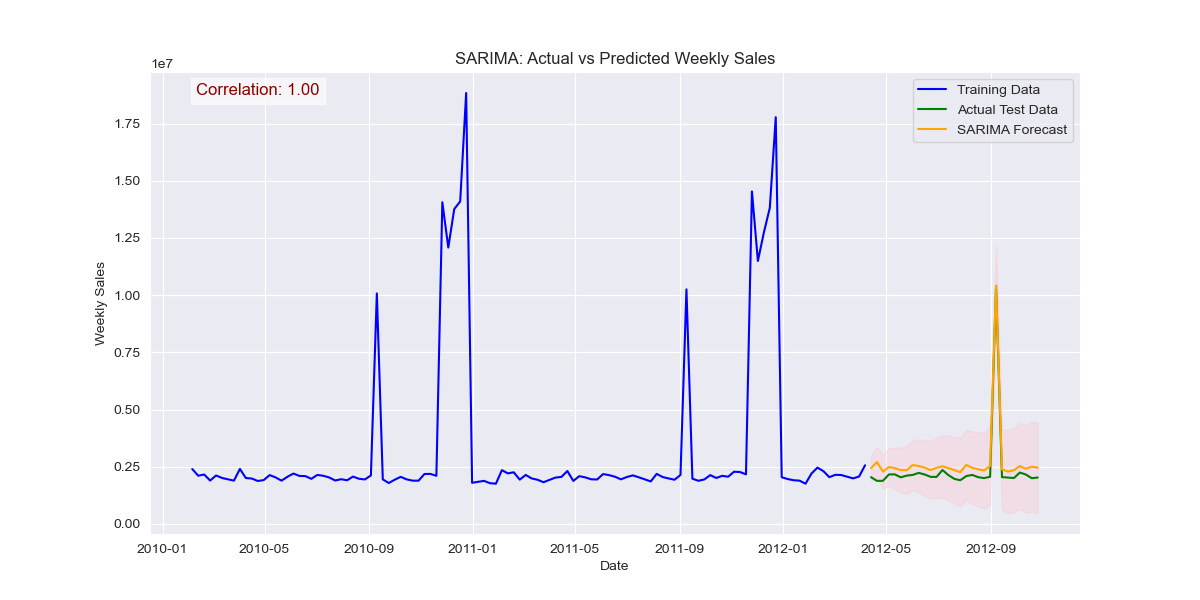 SARIMA: Actual vs Predicted Weekly Sales
1e7
Correlation: 1.00
Training Data
Actual Test Data
SARIMA Forecast
1.75
1.50
1.25
1.00
0.75
0.50
0.25
0.00
Weekly Sales
2010-01 2010-05 2010-09 2011-01 2011-05 2011-09 2012-01 2012-05 2012-09
Date